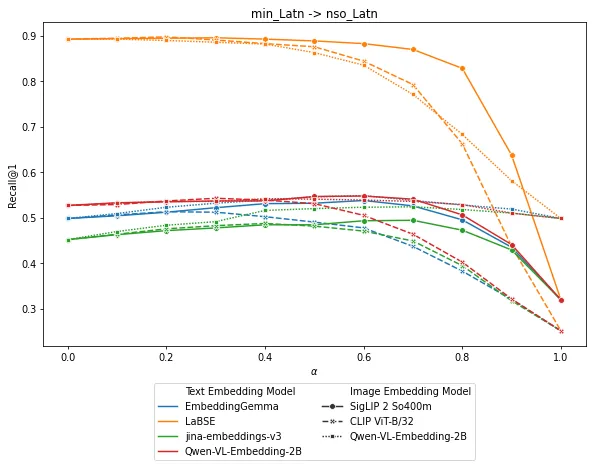 min_Latn -> nso_Latn
0.9
0.8
0.7
0.6
0.5
0.4
0.3
Recall@1
0.0 0.2 0.4 0.6 0.8 1.0
α
Text Embedding Model Image Embedding Model
EmbeddingGemma SigLIP 2 So400m
LaBSE CLIP ViT-B/32
jina-embeddings-v3 Qwen-VL-Embedding-2B
Qwen-VL-Embedding-2B